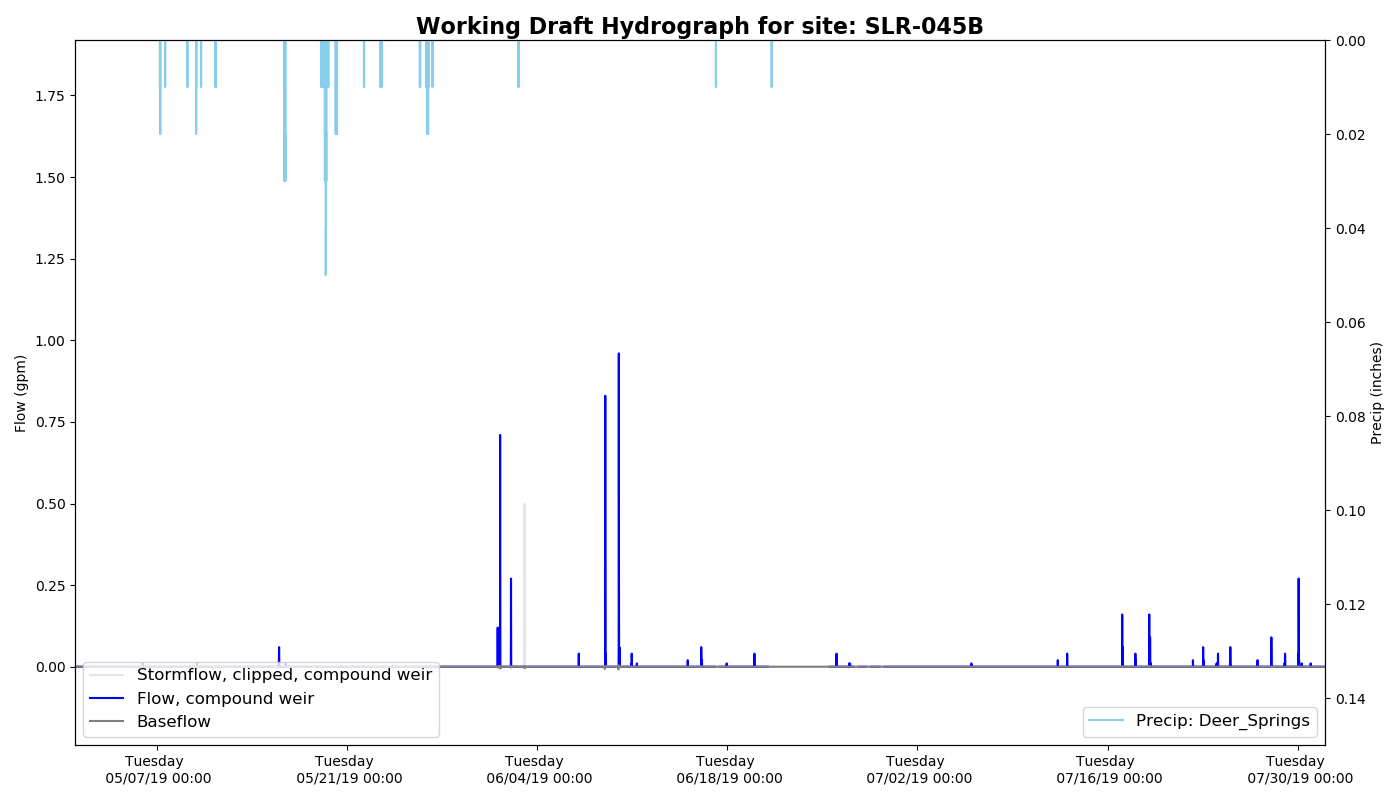 Working Draft Hydrograph for site: SLR-045B
Flow (gpm)
1.75
1.50
1.25
1.00
0.75
0.50
0.25
0.00
0.00
0.02
0.04
0.06
0.08
0.10
0.12
0.14
Precip (inches)
Stormflow, clipped, compound weir
Flow, compound weir
Baseflow
Precip: Deer_Springs
Tuesday
05/07/19 00:00
Tuesday
05/21/19 00:00
Tuesday
06/04/19 00:00
Tuesday
06/18/19 00:00
Tuesday
07/02/19 00:00
Tuesday
07/16/19 00:00
Tuesday
07/30/19 00:00